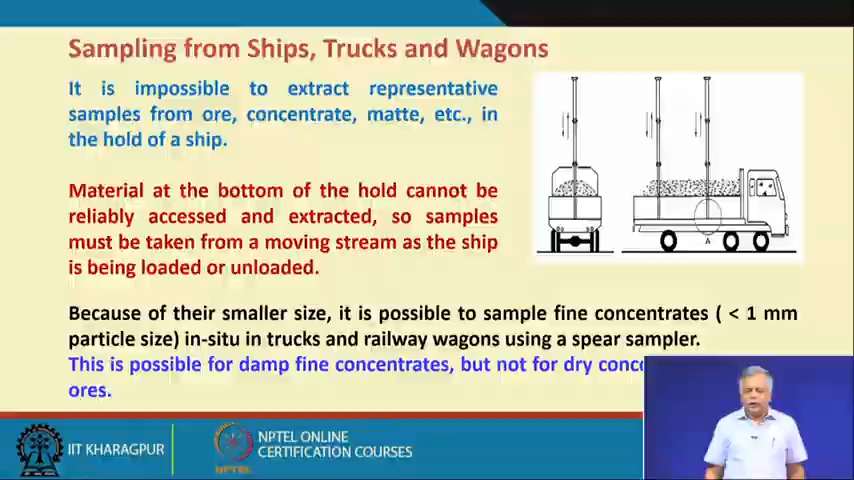 Sampling from Ships, Trucks and Wagons
It is impossible to extract representative
samples from ore, concentrate, matte, etc., in
the hold of a ship.
Material at the bottom of the hold cannot be
reliably accessed and extracted, so samples
must be taken from a moving stream as the ship
is being loaded or unloaded.
A
Because of their smaller size, it is possible to sample fine concentrates ( < 1 mm
particle size) in-situ in trucks and railway wagons using a spear sampler.
This is possible for damp fine concentrates, but not for dry
ores.
IIT KHARAGPUR
NPTEL
NPTEL ONLINE
CERTIFICATION COURSES